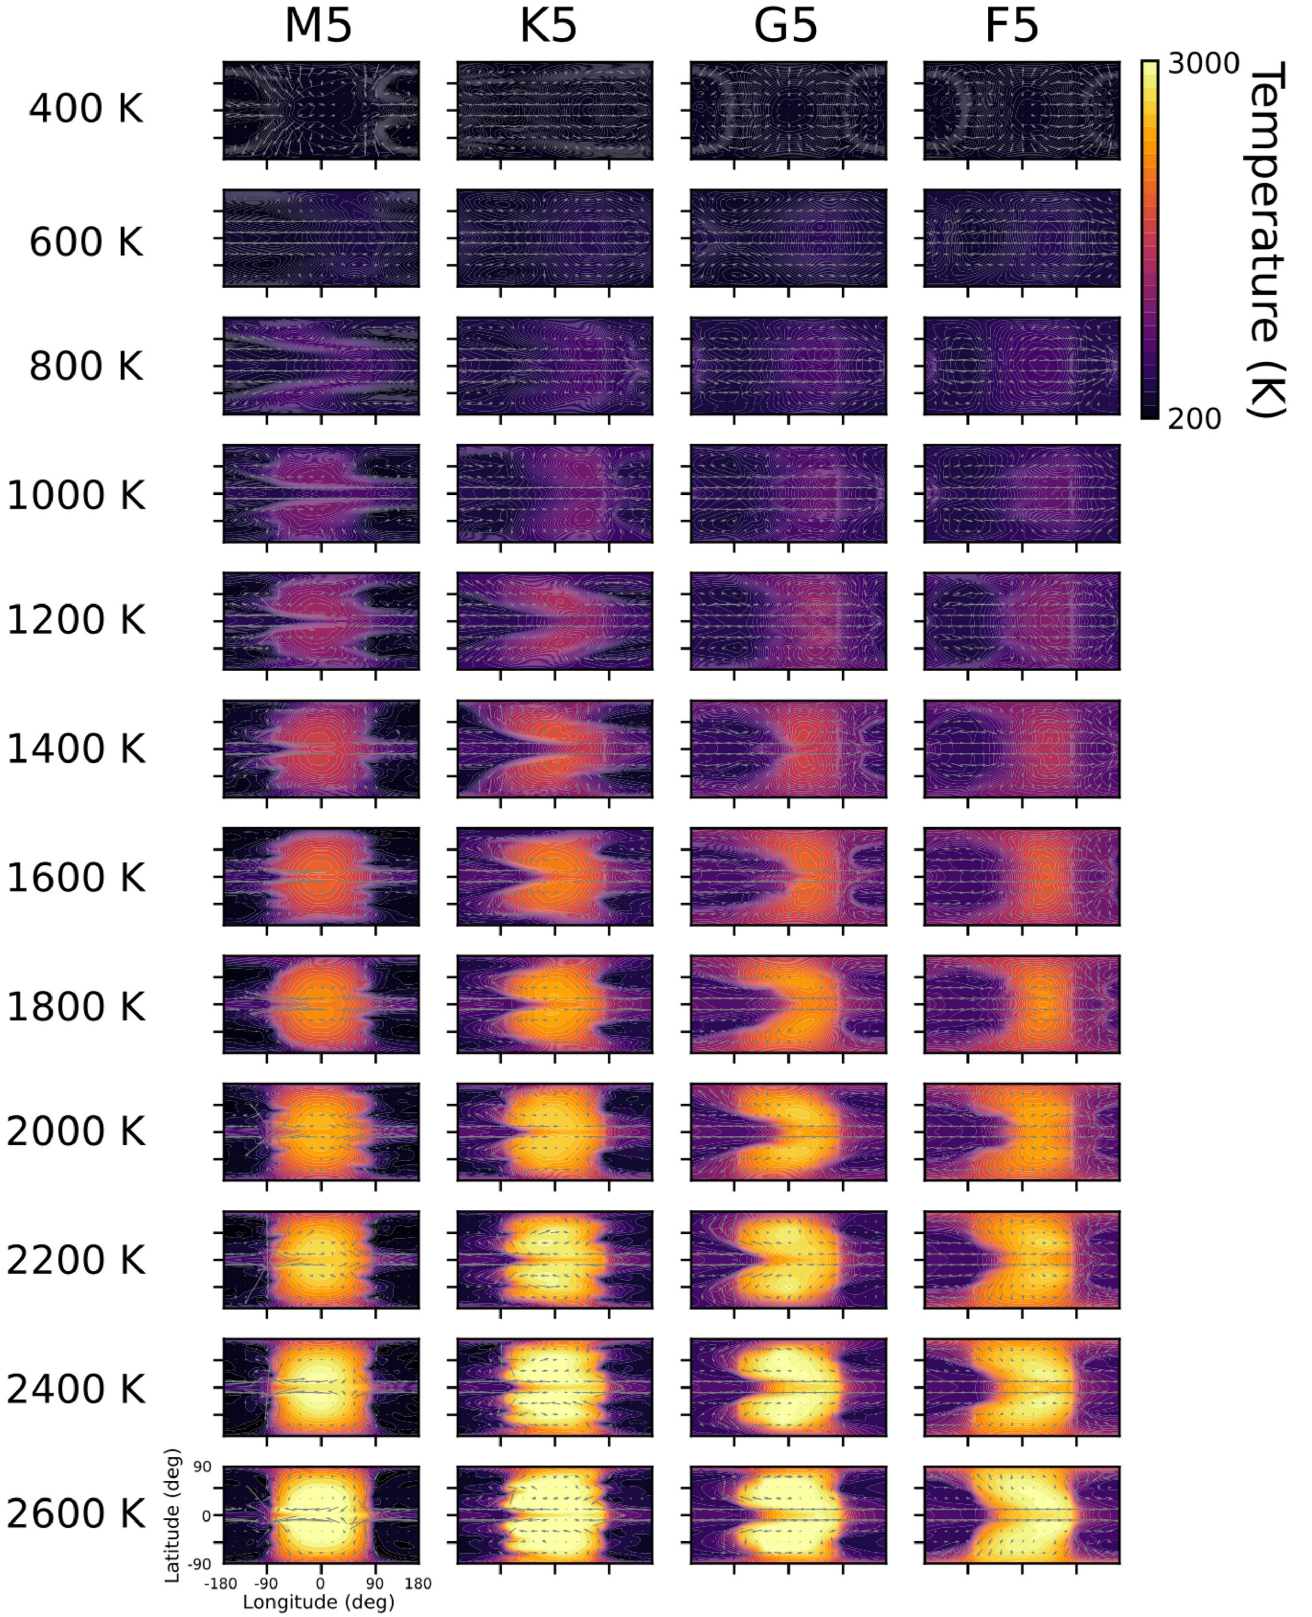 M5 K5 G5 F5
3000
Temperature (K)
200
400 K
600 K
800 K
1000 K
1200 K
1400 K
1600 K
1800 K
2000 K
2200 K
2400 K
2600 K
Latitude (deg)
90
0
-90
-180 -90 0 90 180
Longitude (deg)